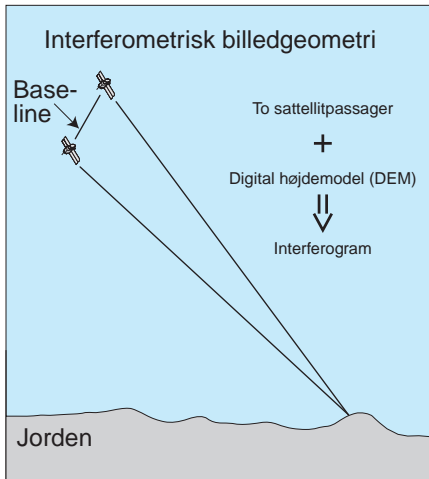 Interferometrisk billedgeometri
Base-
line
To sattellitpassager
+
Digital højdemodel (DEM)
Interferogram
Jorden